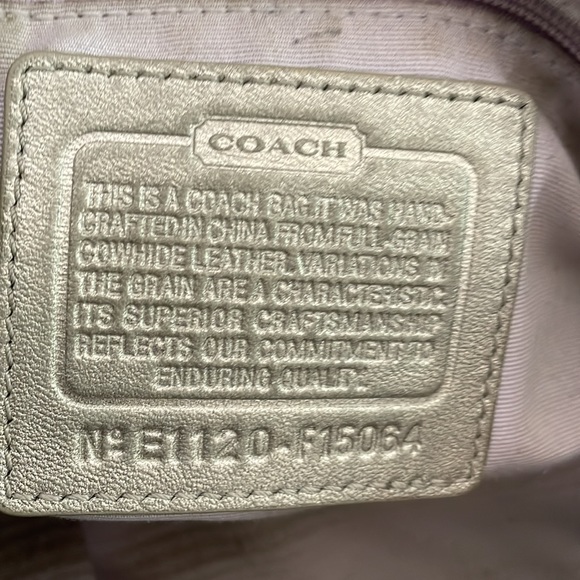 COACH
THIS IS A COACH BAG. IT WAS HAND-
CRAFTED IN CHINA FROM FULL-GRAIN
COWHIDE LEATHER. VARIATIONS IN
THE GRAIN ARE A CHARACTERISTIC.
ITS SUPERIOR CRAFTSMANSHIP
REFLECTS OUR COMMITMENT TO
ENDURING QUALITY.
Nº E1120-F15064